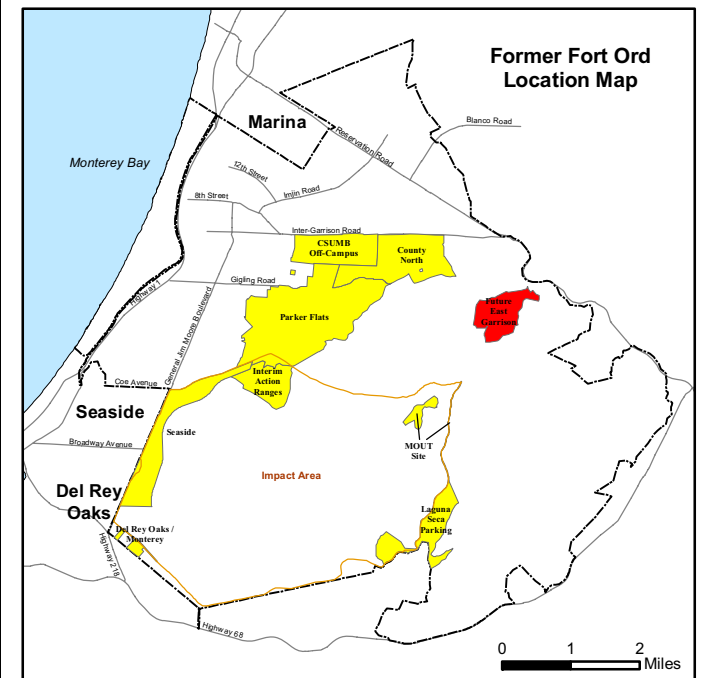 Former Fort Ord
Location Map
Marina
Blanco Road
Reservation Road
Monterey Bay
12th Street
Imjin Road
8th Street
Inter-Garrison Road
CSUMB
Off-Campus
County
North
Gigling Road
Highway 1
General Jim Moore Boulevard
Parker Flats
Future
East
Garrison
Interim
Action
Ranges
Coe Avenue
Seaside
Seaside
Broadway Avenue
MOUT
Site
Impact Area
Del Rey
Oaks
Laguna
Seca
Parking
Del Rey Oaks /
Monterey
Highway 218
Highway 68
0 1 2
Miles